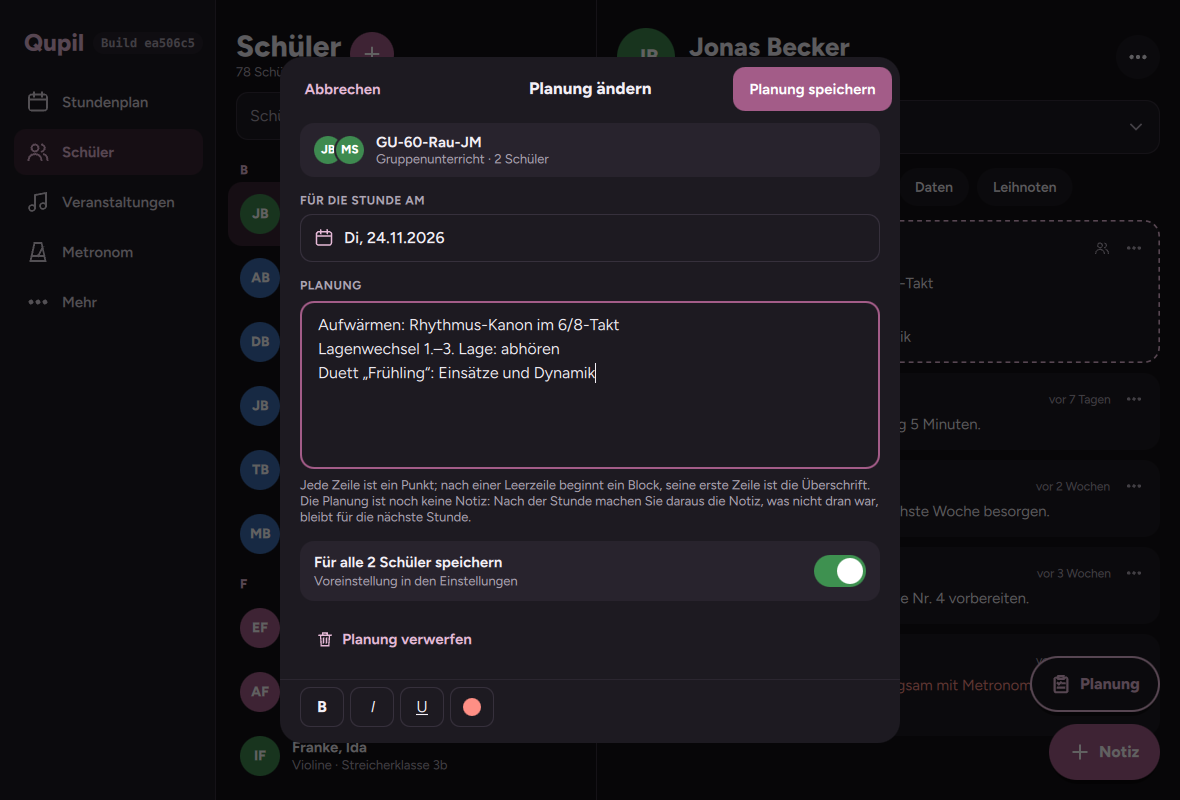 Qupil Build ea506c5
Stundenplan
Schüler
Veranstaltungen
Metronom
Mehr
Schüler
78 Schü
Schü
B
JB
AB
DB
JB
TB
MB
F
EF
AF
IF
Franke, Ida
Violine · Streicherklasse 3b
JB
Jonas Becker
Daten
Leihnoten
-Takt
ik
vor 7 Tagen
g 5 Minuten.
vor 2 Wochen
hste Woche besorgen.
vor 3 Wochen
e Nr. 4 vorbereiten.
gsam mit Metronom
Planung
Notiz
Abbrechen
Planung ändern
Planung speichern
JB MS
GU-60-Rau-JM
Gruppenunterricht · 2 Schüler
FÜR DIE STUNDE AM
Di, 24.11.2026
PLANUNG
Aufwärmen: Rhythmus-Kanon im 6/8-Takt
Lagenwechsel 1.–3. Lage: abhören
Duett „Frühling“: Einsätze und Dynamik
Jede Zeile ist ein Punkt; nach einer Leerzeile beginnt ein Block, seine erste Zeile ist die Überschrift.
Die Planung ist noch keine Notiz: Nach der Stunde machen Sie daraus die Notiz, was nicht dran war,
bleibt für die nächste Stunde.
Für alle 2 Schüler speichern
Voreinstellung in den Einstellungen
Planung verwerfen
B
I
U